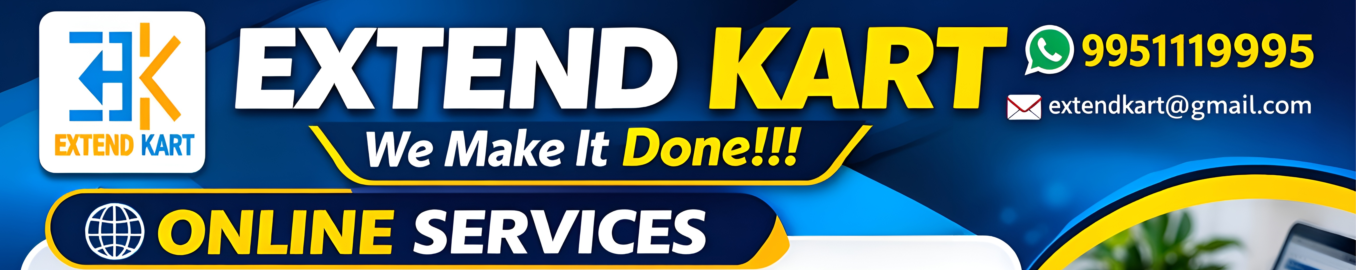 EXTEND KART
EXTEND KART
9951119995
extendkart@gmail.com
We Make It Done!!!
ONLINE SERVICES